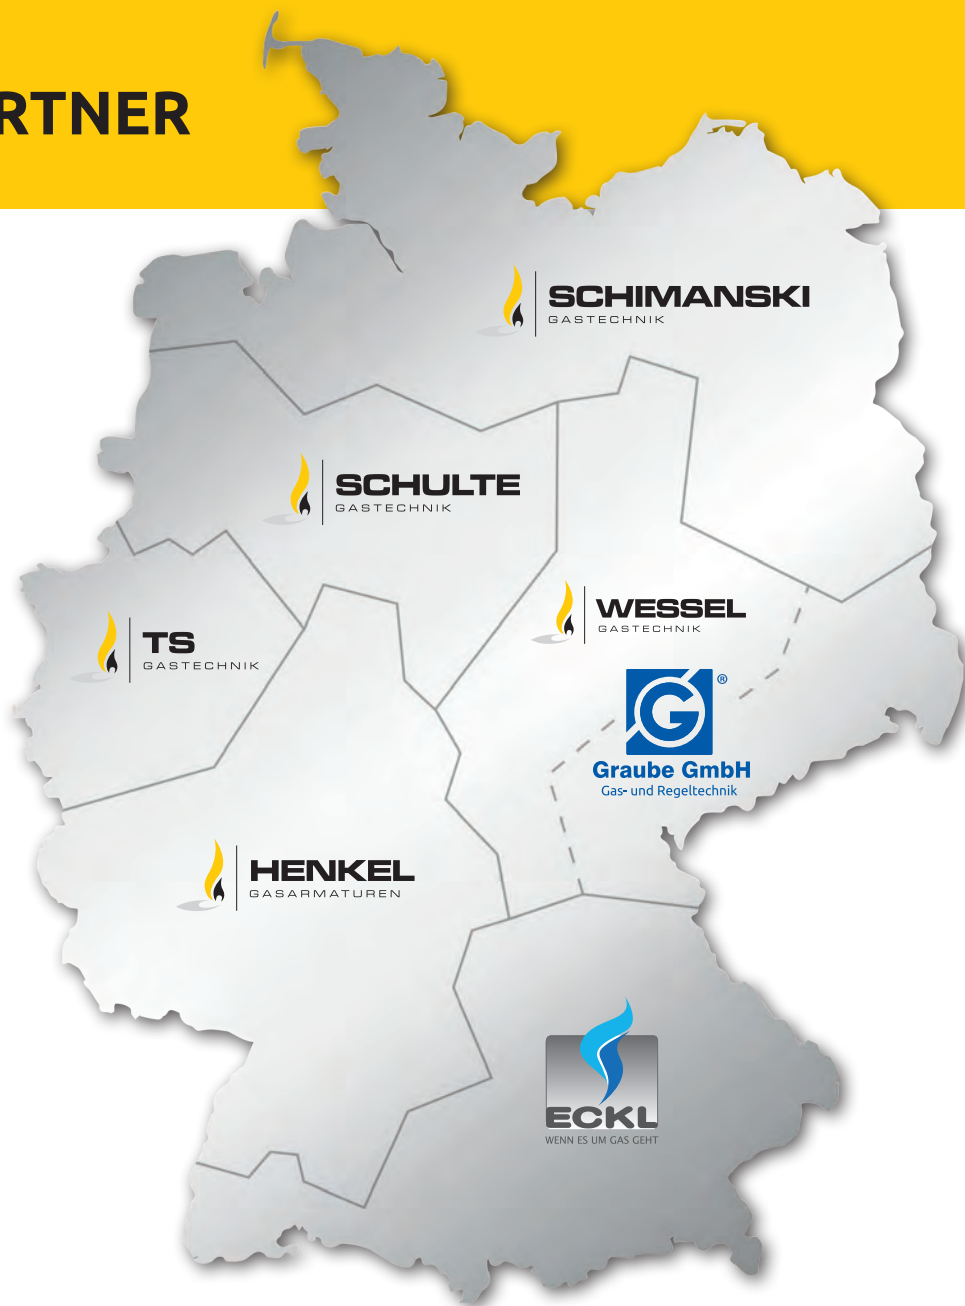 RTNER
SCHIMANSKI
GASTECHNIK
SCHULTE
GASTECHNIK
WESSEL
GASTECHNIK
TS
GASTECHNIK
G ®
Graube GmbH
Gas- und Regeltechnik
HENKEL
GASARMATUREN
ECKL
WENN ES UM GAS GEHT